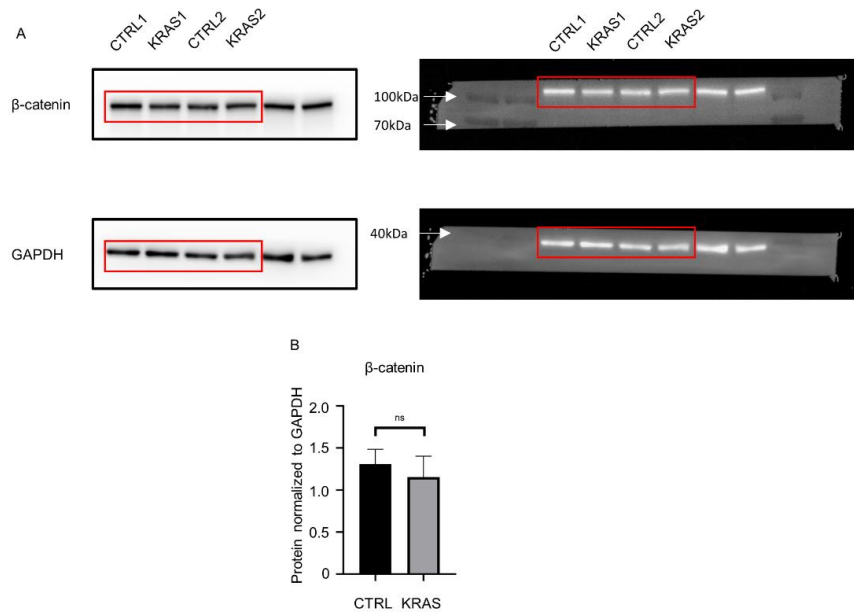 A
CTRL1
KRAS1
CTRL2
KRAS2
CTRL1
KRAS1
CTRL2
KRAS2
β-catenin
100kDa
70kDa
GAPDH
40kDa
B
β-catenin
Protein normalized to GAPDH
2.0
1.5
1.0
0.5
0
ns
CTRL KRAS